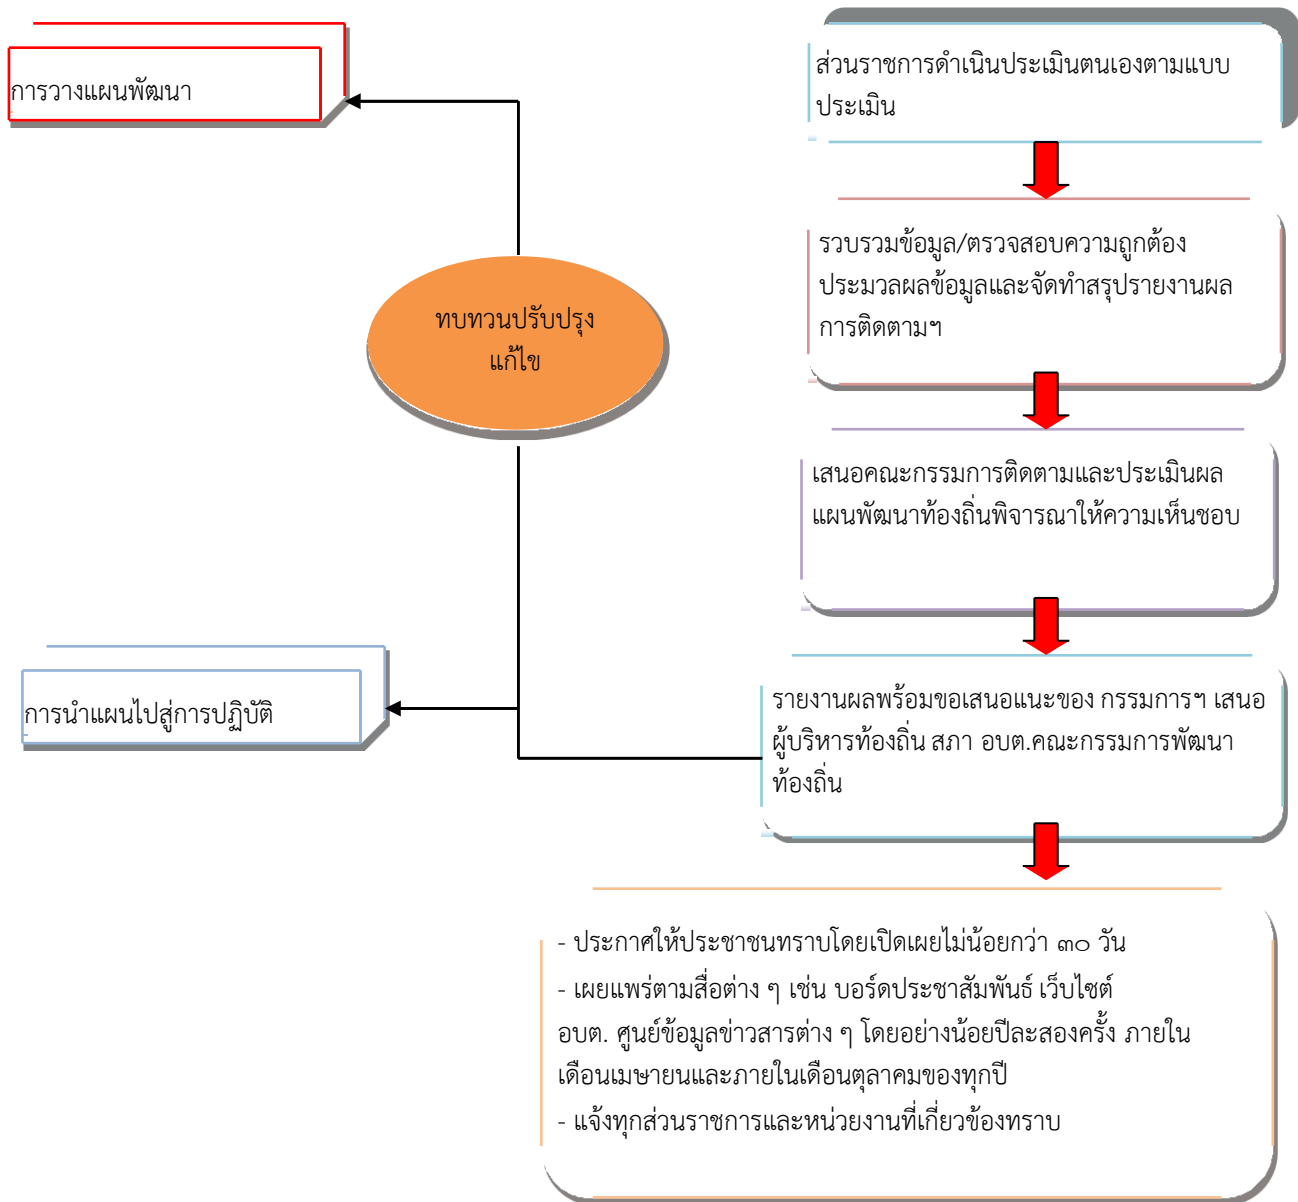 การวางแผนพัฒนา
ส่วนราชการดำเนินประเมินตนเองตามแบบ
ประเมิน
รวบรวมข้อมูล/ตรวจสอบความถูกต้อง
ประมวลผลข้อมูลและจัดทำสรุปรายงานผล
การติดตามฯ
ทบทวนปรับปรุง
แก้ไข
เสนอคณะกรรมการติดตามและประเมินผล
แผนพัฒนาท้องถิ่นพิจารณาให้ความเห็นชอบ
การนำแผนไปสู่การปฏิบัติ
รายงานผลพร้อมขอเสนอแนะของ กรรมการฯ เสนอ
ผู้บริหารท้องถิ่น สภา อบต.คณะกรรมการพัฒนา
ท้องถิ่น
- ประกาศให้ประชาชนทราบโดยเปิดเผยไม่น้อยกว่า ๓๐ วัน
- เผยแพร่ตามสื่อต่าง ๆ เช่น บอร์ดประชาสัมพันธ์ เว็บไซต์
อบต. ศูนย์ข้อมูลข่าวสารต่าง ๆ โดยอย่างน้อยปีละสองครั้ง ภายใน
เดือนเมษายนและภายในเดือนตุลาคมของทุกปี
- แจ้งทุกส่วนราชการและหน่วยงานที่เกี่ยวข้องทราบ